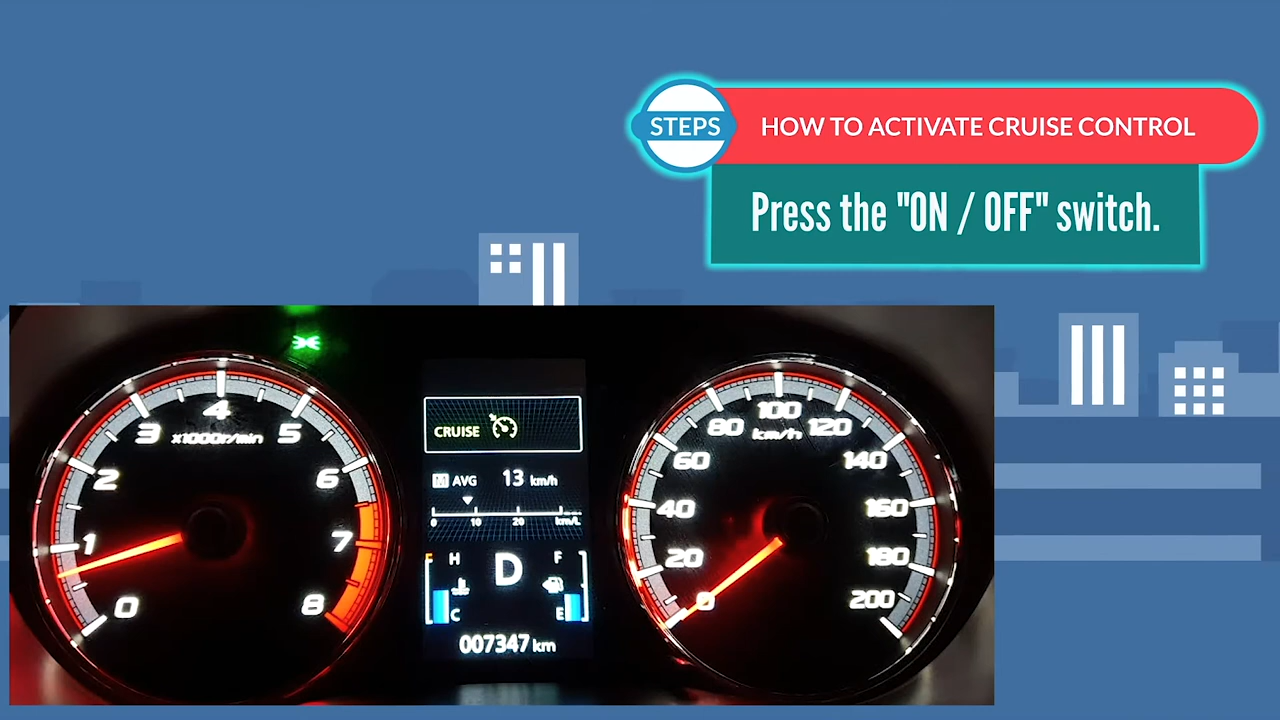 STEPS
HOW TO ACTIVATE CRUISE CONTROL
Press the "ON / OFF" switch.
0
1
2
3
4
5
6
7
8
x1000r/min
CRUISE
A AVG 13 km/h
0 10 20 km/L
H
C
D
F
E
007347 km
0
20
40
60
80
100
120
140
160
180
200
km/h